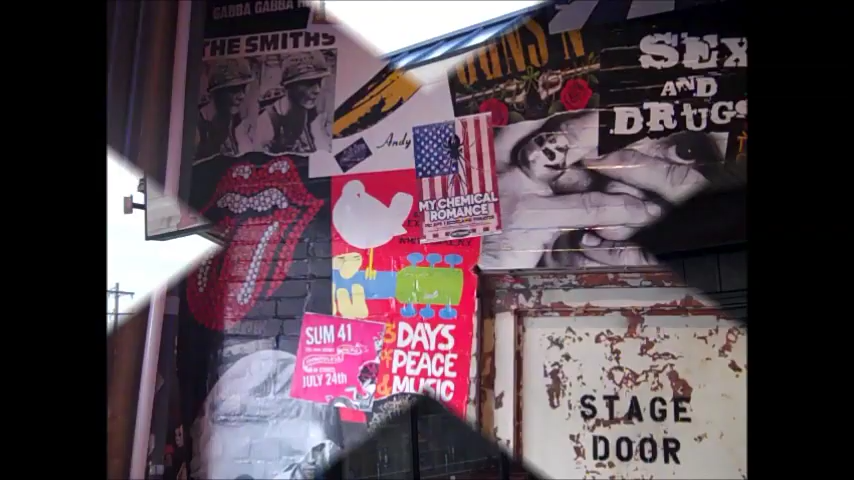 GABBA GABBA
THE SMITHS
GUNS N
SEX
AND
DRUGS
Andy
MY CHEMICAL
ROMANCE
SUM 41
JULY 24th
3 DAYS
of PEACE
& MUSIC
STAGE
DOOR